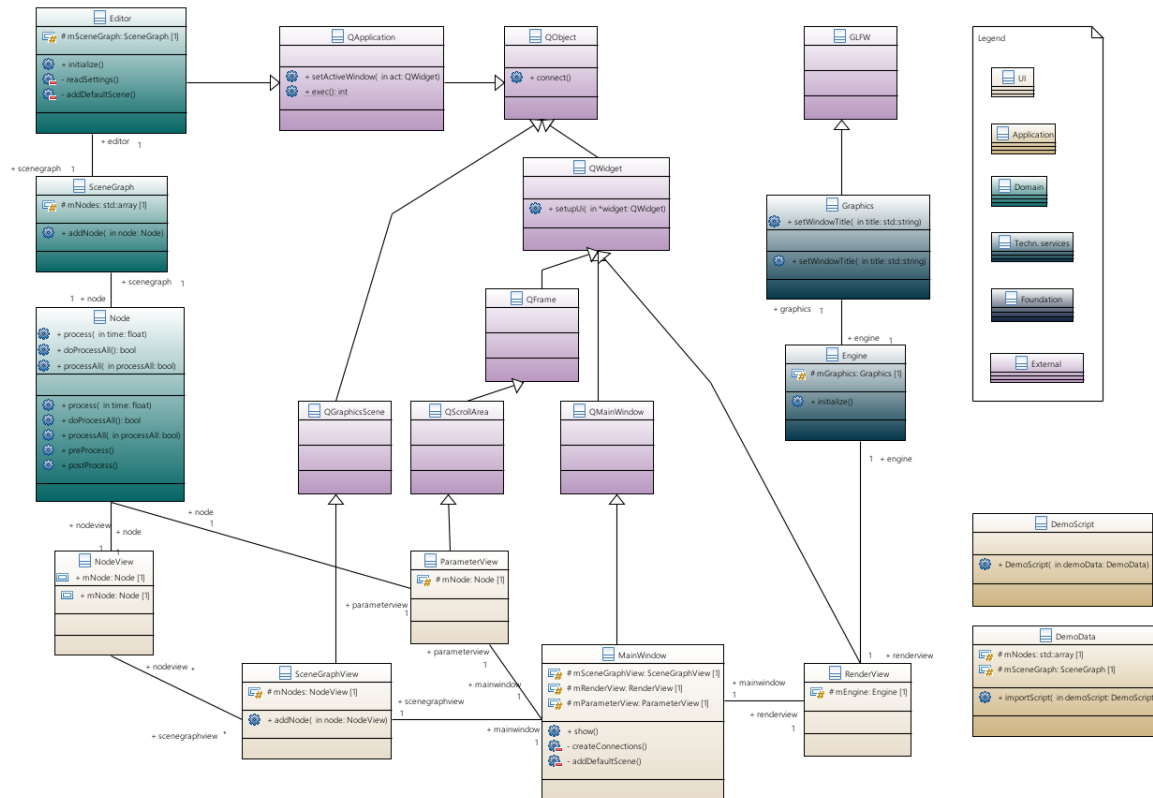 Editor
# mSceneGraph: SceneGraph [1]
+ initialize()
- readSettings()
- addDefaultScene()
QApplication
+ setActiveWindow( in act: QWidget)
+ exec(): int
QObject
+ connect()
GLFW
Legend
UI
Application
Domain
Techn. services
Foundation
External
+ editor 1
+ scenegraph 1
SceneGraph
# mNodes: std::array [1]
+ addNode( in node: Node)
+ scenegraph 1
1 + node
QWidget
+ setupUi( in *widget: QWidget)
Graphics
+ setWindowTitle( in title: std::string)
+ setWindowTitle( in title: std::string)
+ graphics 1
+ engine 1
QFrame
Node
+ process( in time: float)
+ doProcessAll(): bool
+ processAll( in processAll: bool)
+ process( in time: float)
+ doProcessAll(): bool
+ processAll( in processAll: bool)
+ preProcess()
+ postProcess()
Engine
# mGraphics: Graphics [1]
+ initialize()
1 + engine
QGraphicsScene
QScrollArea
QMainWindow
+ nodeview 1
+ node 1
+ node 1
NodeView
+ mNode: Node [1]
+ mNode: Node [1]
ParameterView
# mNode: Node [1]
+ parameterview 1
+ parameterview 1
+ mainwindow 1
DemoScript
+ DemoScript( in demoData: DemoData)
DemoData
# mNodes: std::array [1]
# mSceneGraph: SceneGraph [1]
+ importScript( in demoScript: DemoScript
+ nodeview *
+ scenegraphview *
SceneGraphView
# mNodes: NodeView [1]
+ addNode( in node: NodeView)
+ scenegraphview 1
+ mainwindow 1
MainWindow
# mSceneGraphView: SceneGraphView [1]
# mRenderView: RenderView [1]
# mParameterView: ParameterView [1]
+ show()
- createConnections()
- addDefaultScene()
+ mainwindow 1
+ renderview 1
1 + renderview
RenderView
# mEngine: Engine [1]